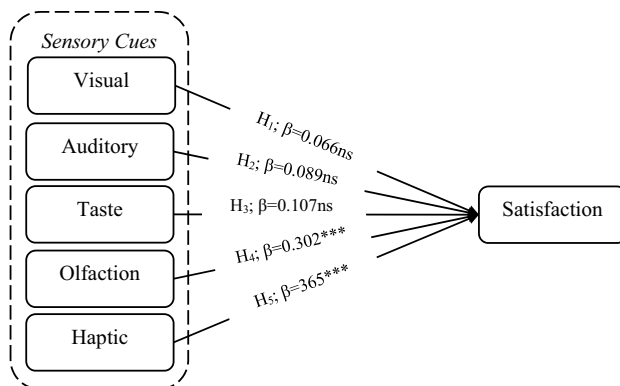 Sensory Cues
Visual
Auditory
Taste
Olfaction
Haptic
H1; β=0.066ns
H2; β=0.089ns
H3; β=0.107ns
H4; β=0.302***
H5; β=365***
Satisfaction